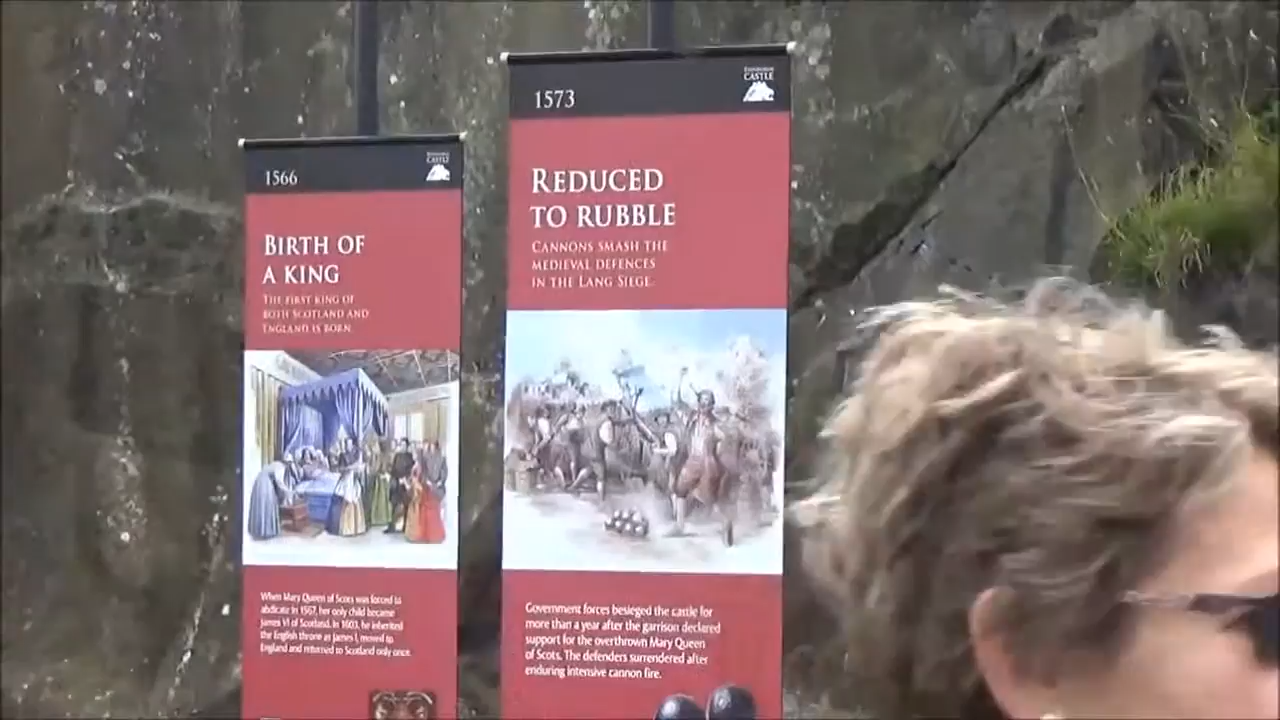 1566
EDINBURGH
CASTLE
BIRTH OF
A KING
THE FIRST KING OF
BOTH SCOTLAND AND
ENGLAND IS BORN.
When Mary Queen of Scots was forced to
abdicate in 1567, her only child became
James VI of Scotland. In 1603, he inherited
the English throne as James I, moved to
England and returned to Scotland only once.
1573
EDINBURGH
CASTLE
REDUCED
TO RUBBLE
CANNONS SMASH THE
MEDIEVAL DEFENCES
IN THE LANG SIEGE.
Government forces besieged the castle for
more than a year after the garrison declared
support for the overthrown Mary Queen
of Scots. The defenders surrendered after
enduring intensive cannon fire.